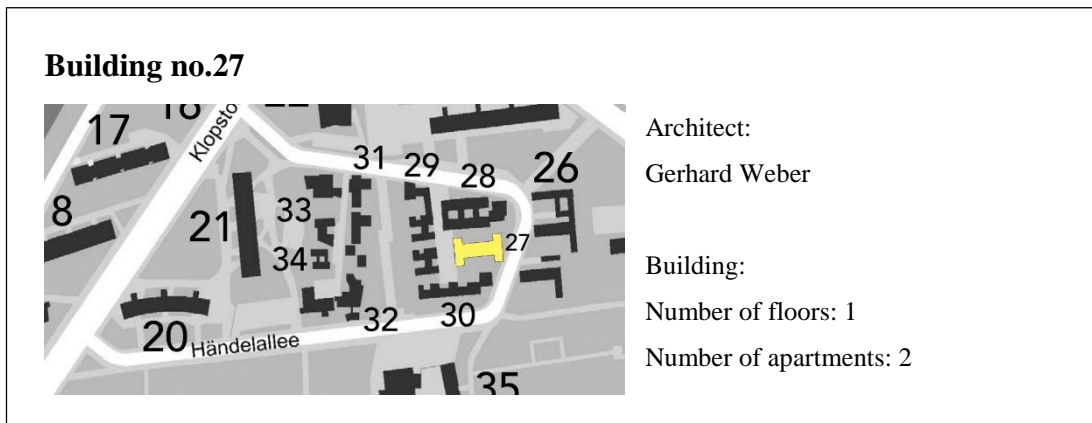 Building no.27
17
Klopsto
31
29
28
26
8
21
33
27
34
20
Händelallee
32
30
35
Architect:
Gerhard Weber
Building:
Number of floors: 1
Number of apartments: 2